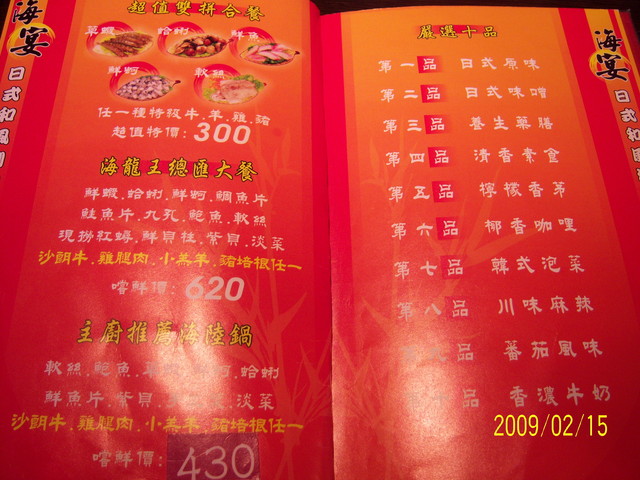 海宴
日式和風
超值雙拼合餐
草蝦 蛤蜊 鮮魚
鮮蚵 軟絲
任一種特級牛.羊.雞.豬
超值特價:300
海龍王總匯大餐
鮮蝦.蛤蜊.鮮蚵.鯛魚片
鮭魚片.九孔.鮑魚.軟絲
現撈紅蟳.鮮貝柱.紫貝.淡菜
沙朗牛.雞腿肉.小羔羊.豬培根任一
嚐鮮價:620
主廚推薦海陸鍋
軟絲.鮑魚.蚵.蛤蜊
鮮魚片.紫貝.淡菜
沙朗牛.雞腿肉.小羔羊.豬培根任一
嚐鮮價:430
嚴選十品
第一品 日式原味
第二品 日式味噌
第三品 養生藥膳
第四品 清香素食
第五品 檸檬香茅
第六品 椰香咖哩
第七品 韓式泡菜
第八品 川味麻辣
品 蕃茄風味
品 香濃牛奶
海宴
日式和風
2009/02/15